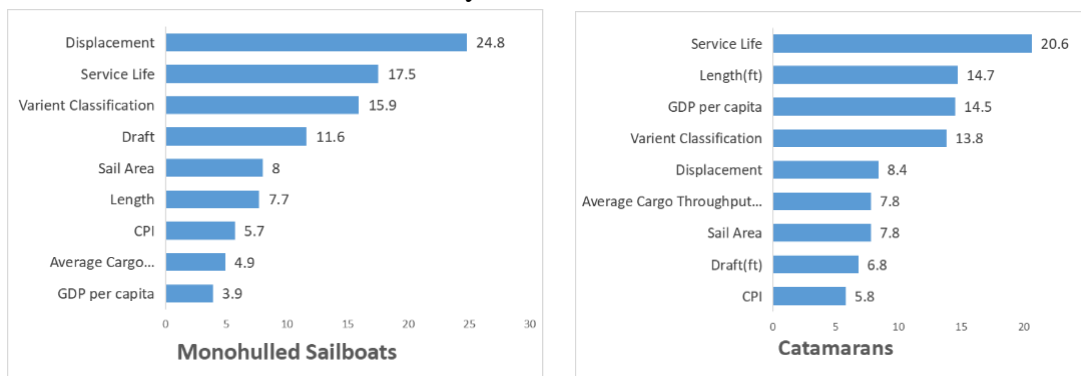 Displacement 24.8
Service Life 17.5
Varient Classification 15.9
Draft 11.6
Sail Area 8
Length 7.7
CPI 5.7
Average Cargo... 4.9
GDP per capita 3.9
0 5 10 15 20 25 30
Monohulled Sailboats
Service Life 20.6
Length(ft) 14.7
GDP per capita 14.5
Varient Classification 13.8
Displacement 8.4
Average Cargo Throughput... 7.8
Sail Area 7.8
Draft(ft) 6.8
CPI 5.8
0 5 10 15 20
Catamarans